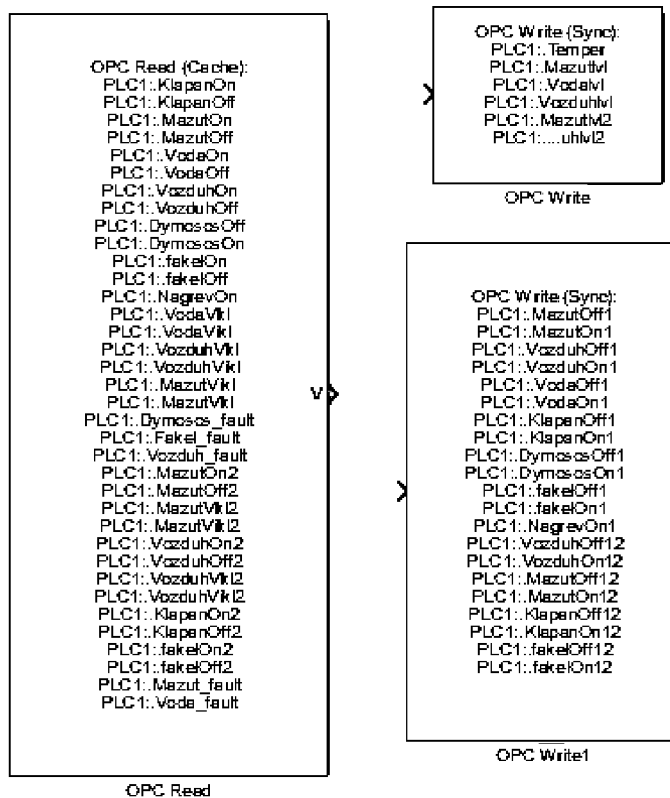 OPC Read (Cache):
PLC1:.KlapanOn
PLC1:.KlapanOff
PLC1:.MazutOn
PLC1:.MazutOff
PLC1:.VodaOn
PLC1:.VodaOff
PLC1:.VozduhOn
PLC1:.VozduhOff
PLC1:.DymososOff
PLC1:.DymososOn
PLC1:.fakelOn
PLC1:.fakelOff
PLC1:.NagrevOn
PLC1:.VodaVkl
PLC1:.VodaVikl
PLC1:.VozduhVkl
PLC1:.VozduhVikl
PLC1:.MazutVikl
PLC1:.MazutVkl
PLC1:.Dymosos_fault
PLC1:.Fakel_fault
PLC1:.Vozduh_fault
PLC1:.MazutOn2
PLC1:.MazutOff2
PLC1:.MazutVkl2
PLC1:.MazutVikl2
PLC1:.VozduhOn2
PLC1:.VozduhOff2
PLC1:.VozduhVkl2
PLC1:.VozduhVikl2
PLC1:.KlapanOn2
PLC1:.KlapanOff2
PLC1:.fakelOn2
PLC1:.fakelOff2
PLC1:.Mazut_fault
PLC1:.Voda_fault
V
OPC Read
OPC Write (Sync):
PLC1:.Temper
PLC1:.Mazutlvl
PLC1:.Vodalvl
PLC1:.Vozduhlvl
PLC1:.Mazutlvl2
PLC1:....uhlvl2
OPC Write
OPC Write (Sync):
PLC1:.MazutOff1
PLC1:.MazutOn1
PLC1:.VozduhOff1
PLC1:.VozduhOn1
PLC1:.VodaOff1
PLC1:.VodaOn1
PLC1:.KlapanOff1
PLC1:.KlapanOn1
PLC1:.DymososOff1
PLC1:.DymososOn1
PLC1:.fakelOff1
PLC1:.fakelOn1
PLC1:.NagrevOn1
PLC1:.VozduhOff12
PLC1:.VozduhOn12
PLC1:.MazutOff12
PLC1:.MazutOn12
PLC1:.KlapanOff12
PLC1:.KlapanOn12
PLC1:.fakelOff12
PLC1:.fakelOn12
OPC Write1